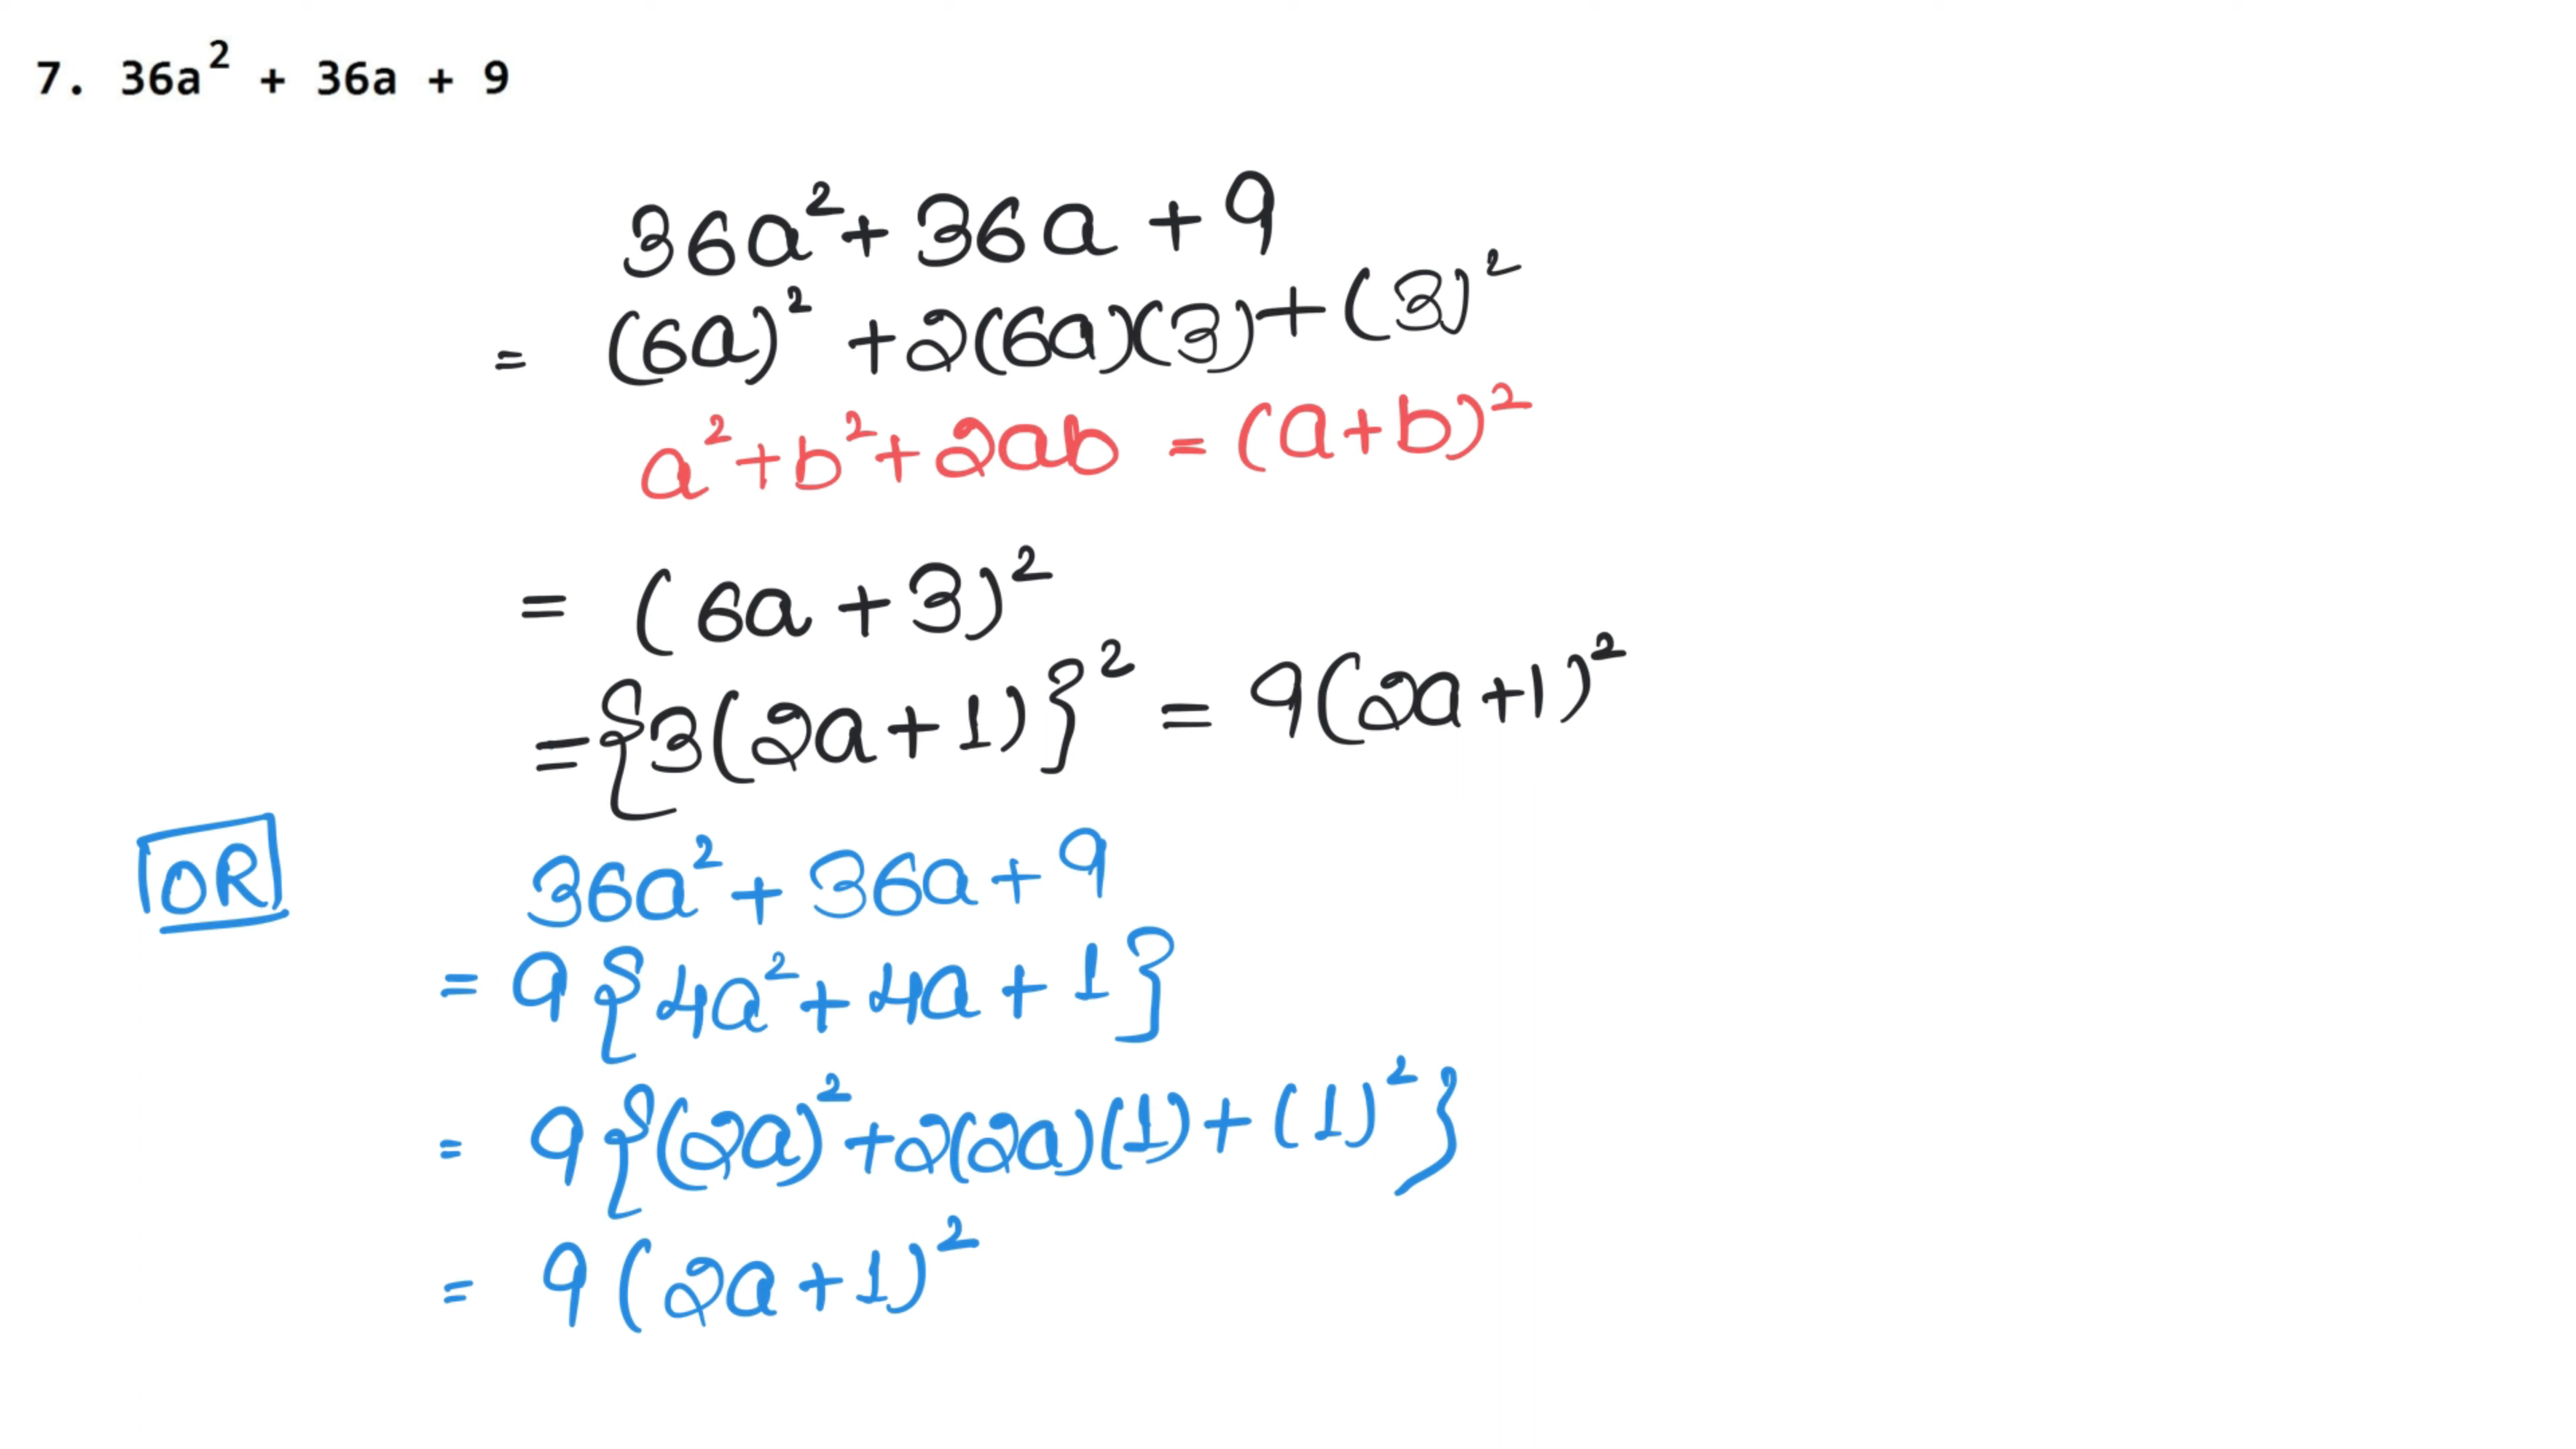 7. 36a² + 36a + 9
36a² + 36a + 9
= (6a)² + 2(6a)(3) + (3)²
a² + b² + 2ab = (a+b)²
= (6a + 3)²
= {3(2a+1)}² = 9(2a+1)²
OR 36a² + 36a + 9
= 9{4a² + 4a + 1}
= 9{(2a)² + 2(2a)(1) + (1)²}
= 9(2a+1)²